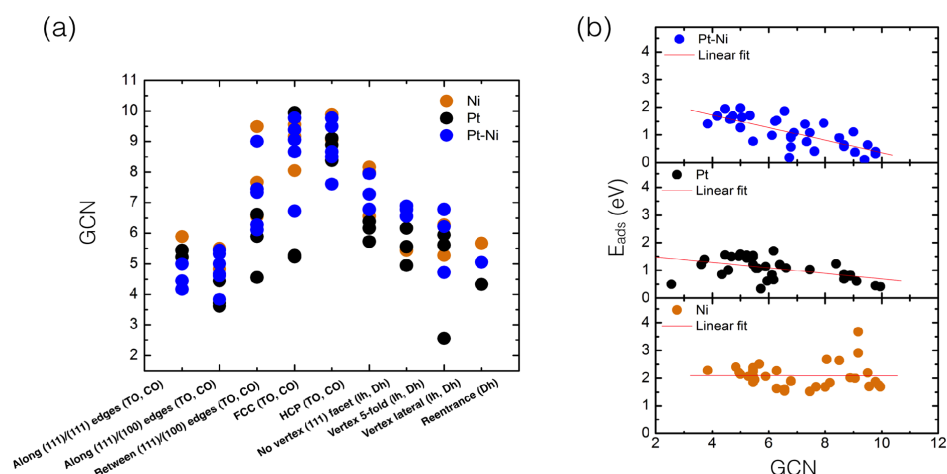 (a)
GCN
11
10
9
8
7
6
5
4
3
2
Ni
Pt
Pt-Ni
Along (111)/(111) edges (TO, CO)
Along (111)/(100) edges (TO, CO)
Between (111)/(100) edges (TO, CO)
FCC (TO, CO)
HCP (TO, CO)
No vertex (111) facet (Ih, Dh)
Vertex 5-fold (Ih, Dh)
Vertex lateral (Ih, Dh)
Reentrance (Dh)
(b)
E_ads (eV)
Pt-Ni
Linear fit
4
3
2
1
0
Pt
Linear fit
4
3
2
1
0
Ni
Linear fit
4
3
2
1
0
2
4
6
8
10
12
GCN